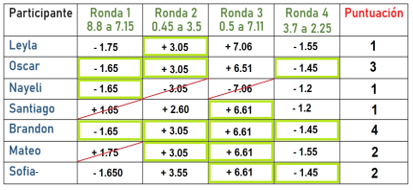 Participante Ronda 1 Ronda 2 Ronda 3 Ronda 4 Puntuación
8.8 a 7.15 0.45 a 3.5 0.5 a 7.11 3.7 a 2.25
Leyla - 1.75 + 3.05 + 7.06 - 1.55 1
Oscar - 1.65 + 3.05 + 6.51 - 1.45 3
Nayeli - 1.65 - 3.05 - 7.06 - 1.2 1
Santiago + 1.65 + 2.60 + 6.61 - 1.2 1
Brandon - 1.65 + 3.05 + 6.61 - 1.45 4
Mateo + 1.75 + 3.05 + 6.61 - 1.55 2
Sofia- - 1.650 + 3.55 + 6.61 - 1.45 2